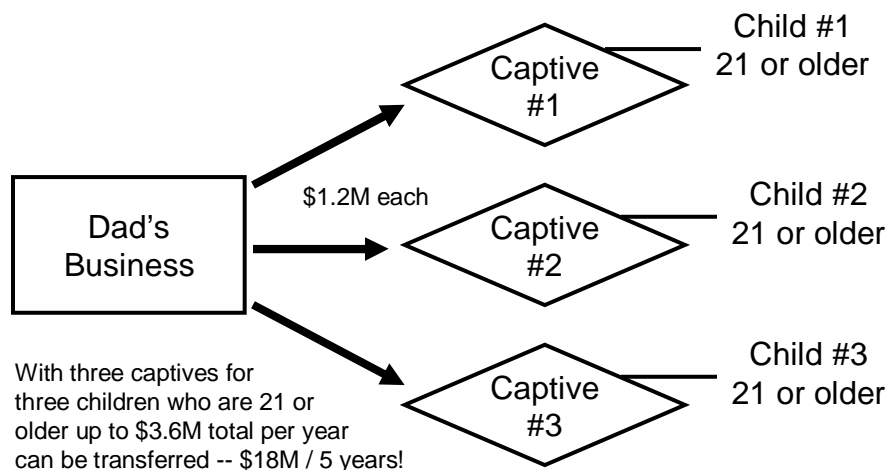 Child #1
21 or older
Captive
#1
$1.2M each
Dad's
Business
Child #2
21 or older
Captive
#2
Child #3
21 or older
Captive
#3
With three captives for
three children who are 21 or
older up to $3.6M total per year
can be transferred -- $18M / 5 years!